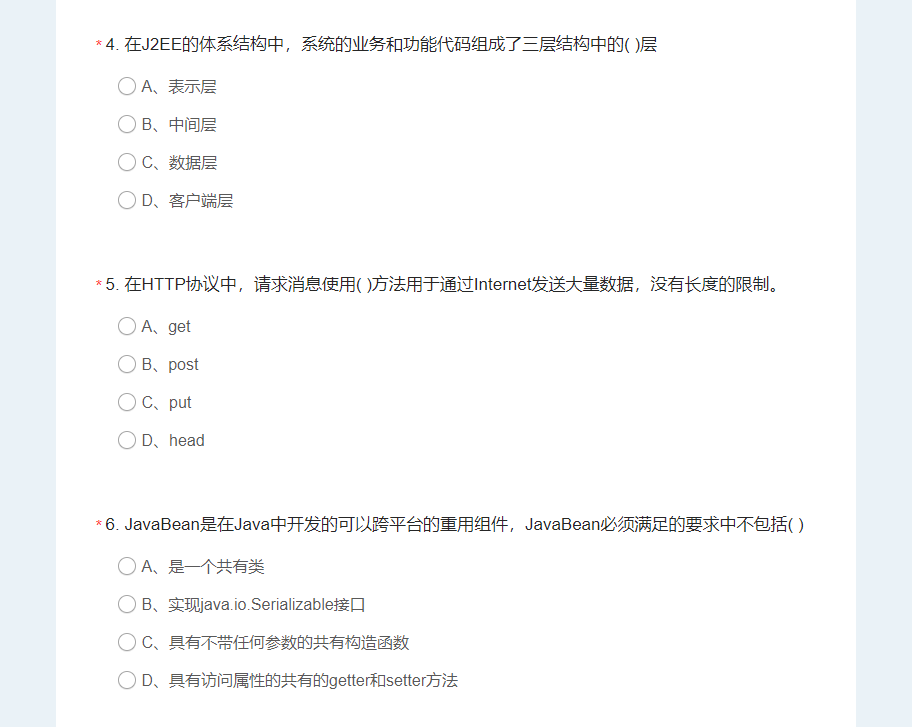 *4. 在J2EE的体系结构中，系统的业务和功能代码组成了三层结构中的( )层
A、表示层
B、中间层
C、数据层
D、客户端层
*5. 在HTTP协议中，请求消息使用( )方法用于通过Internet发送大量数据，没有长度的限制。
A、get
B、post
C、put
D、head
*6. JavaBean是在Java中开发的可以跨平台的重用组件，JavaBean必须满足的要求中不包括( )
A、是一个共有类
B、实现java.io.Serializable接口
C、具有不带任何参数的共有构造函数
D、具有访问属性的共有的getter和setter方法